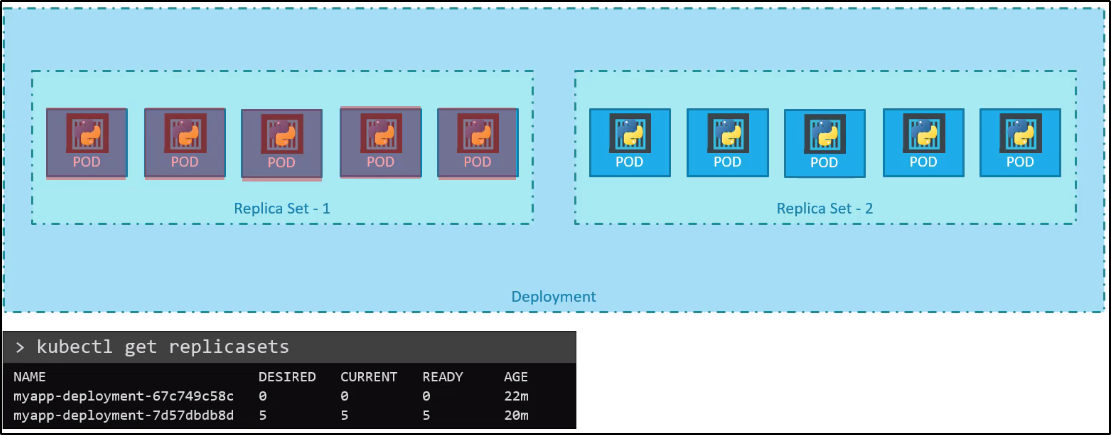 POD POD POD POD POD POD POD POD POD POD
Replica Set - 1 Replica Set - 2
Deployment
> kubectl get replicasets
NAME DESIRED CURRENT READY AGE
myapp-deployment-67c749c58c 0 0 0 22m
myapp-deployment-7d57dbdb8d 5 5 5 20m